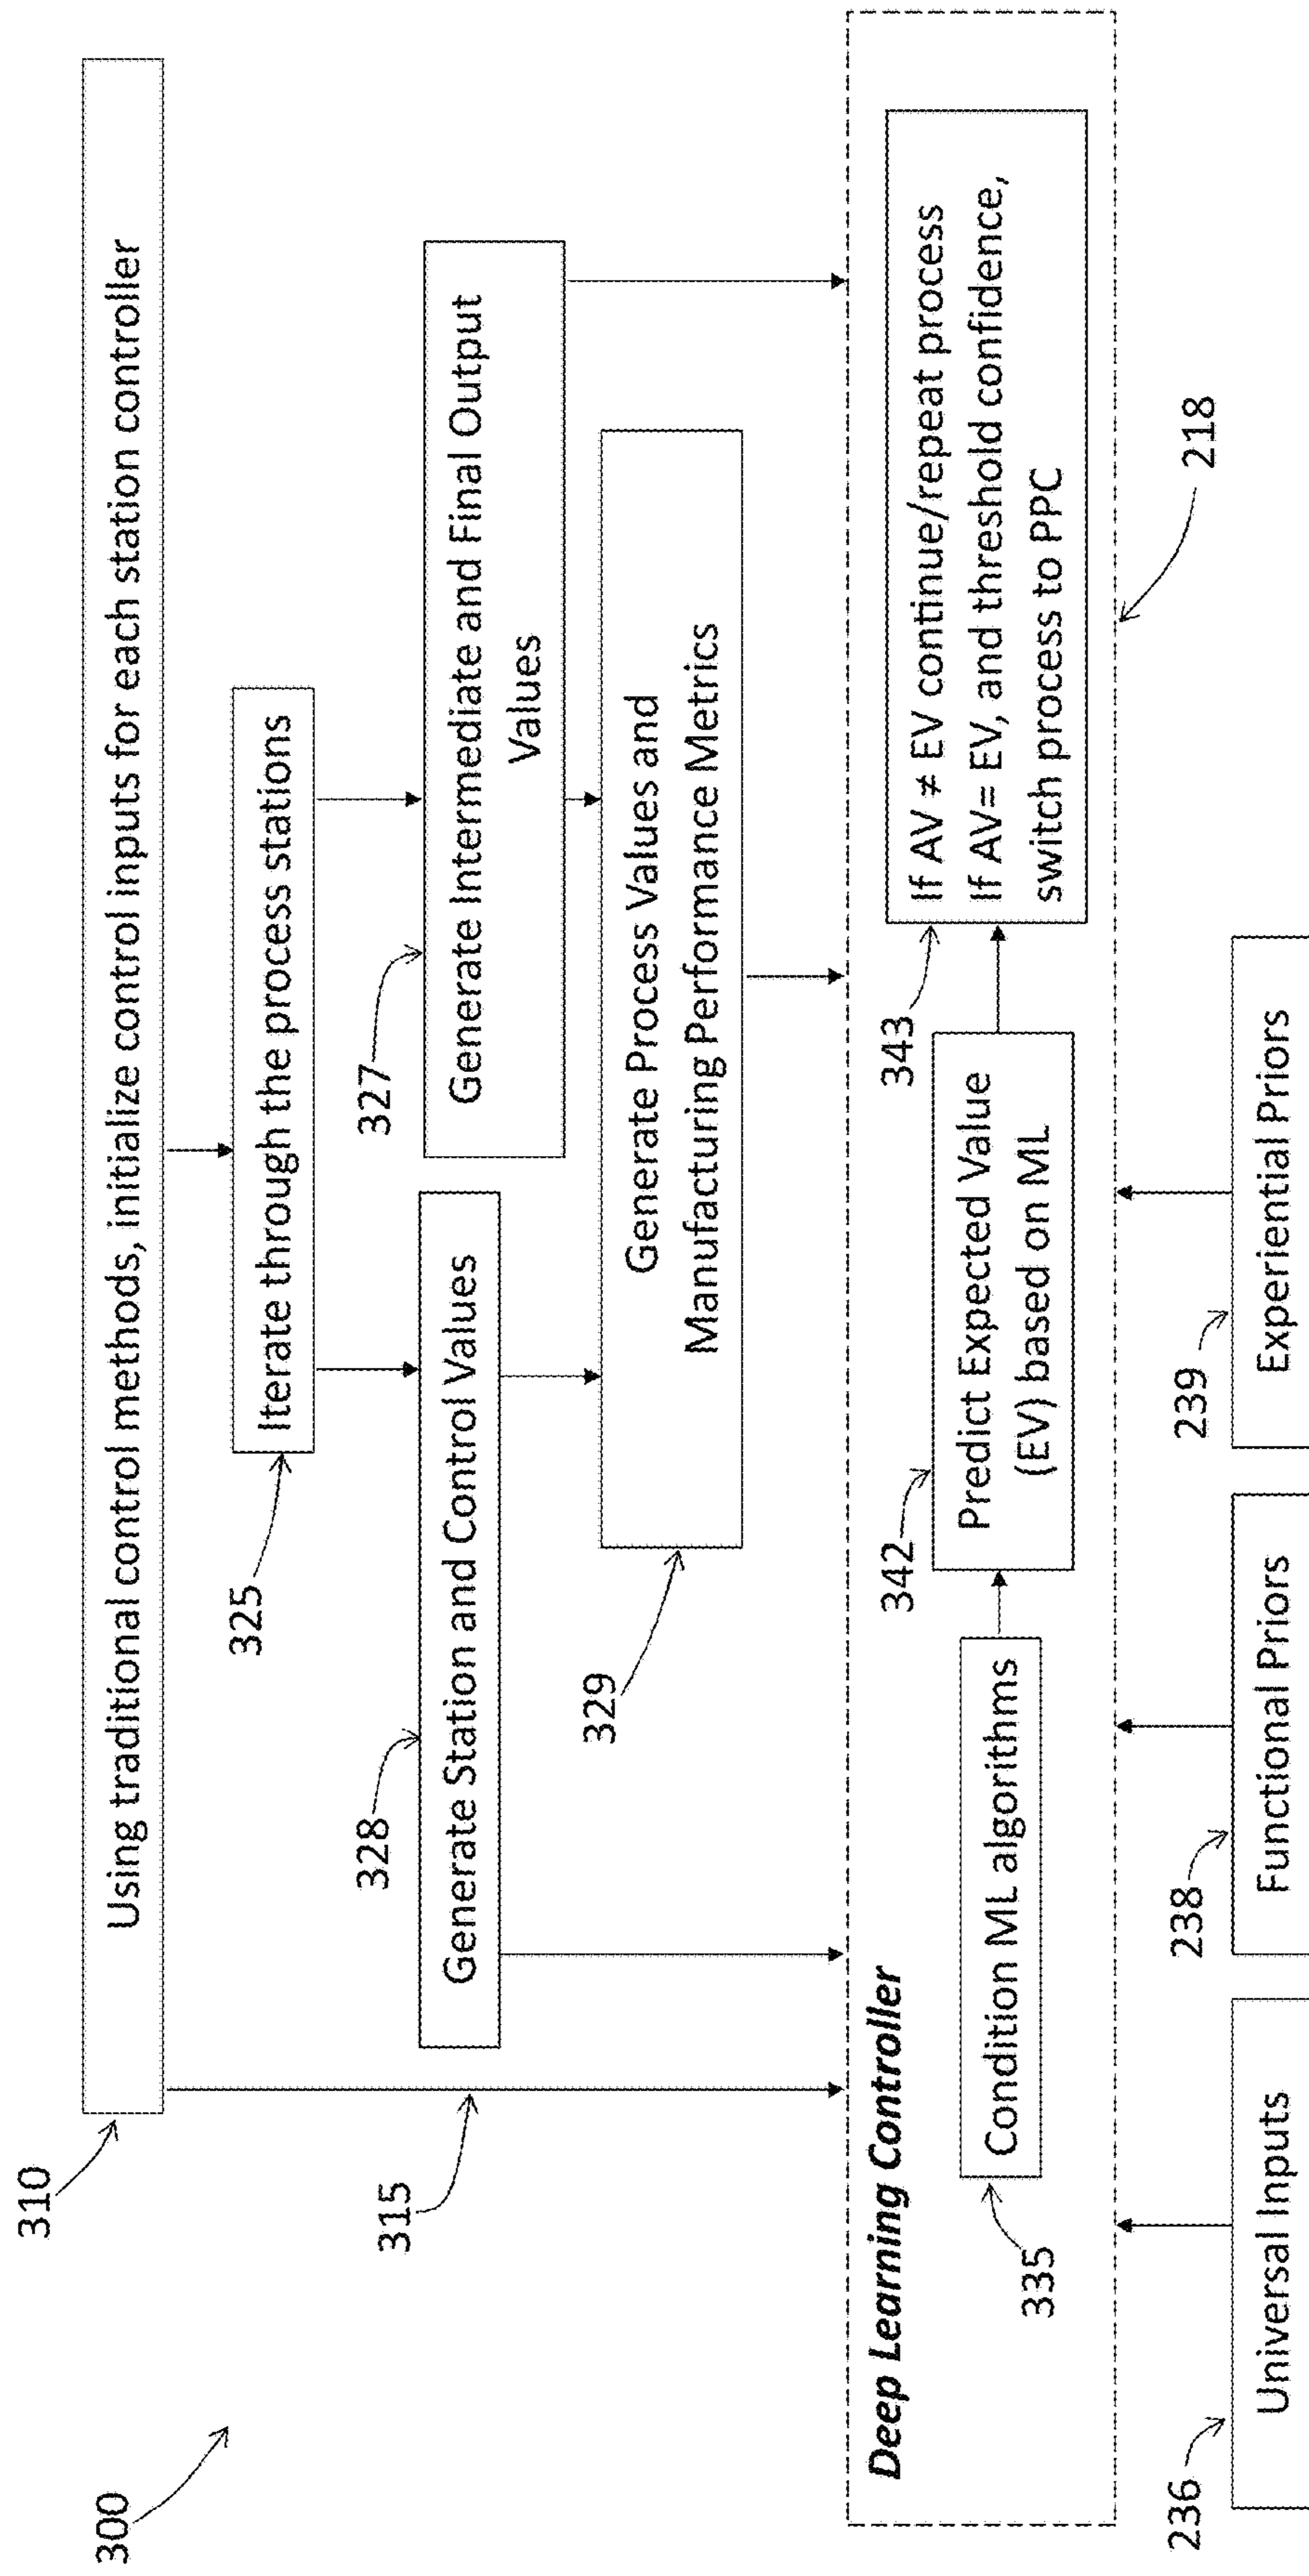 300
310
Using traditional control methods, initialize control inputs for each station controller
325
Iterate through the process stations
315
328
Generate Station and Control Values
327
Generate Intermediate and Final Output
Values
329
Generate Process Values and
Manufacturing Performance Metrics
Deep Learning Controller
335
Condition ML algorithms
342
Predict Expected Value
(EV) based on ML
343
If AV ≠ EV continue/repeat process
If AV= EV, and threshold confidence,
switch process to PPC
218
236
Universal Inputs
238
Functional Priors
239
Experiential Priors